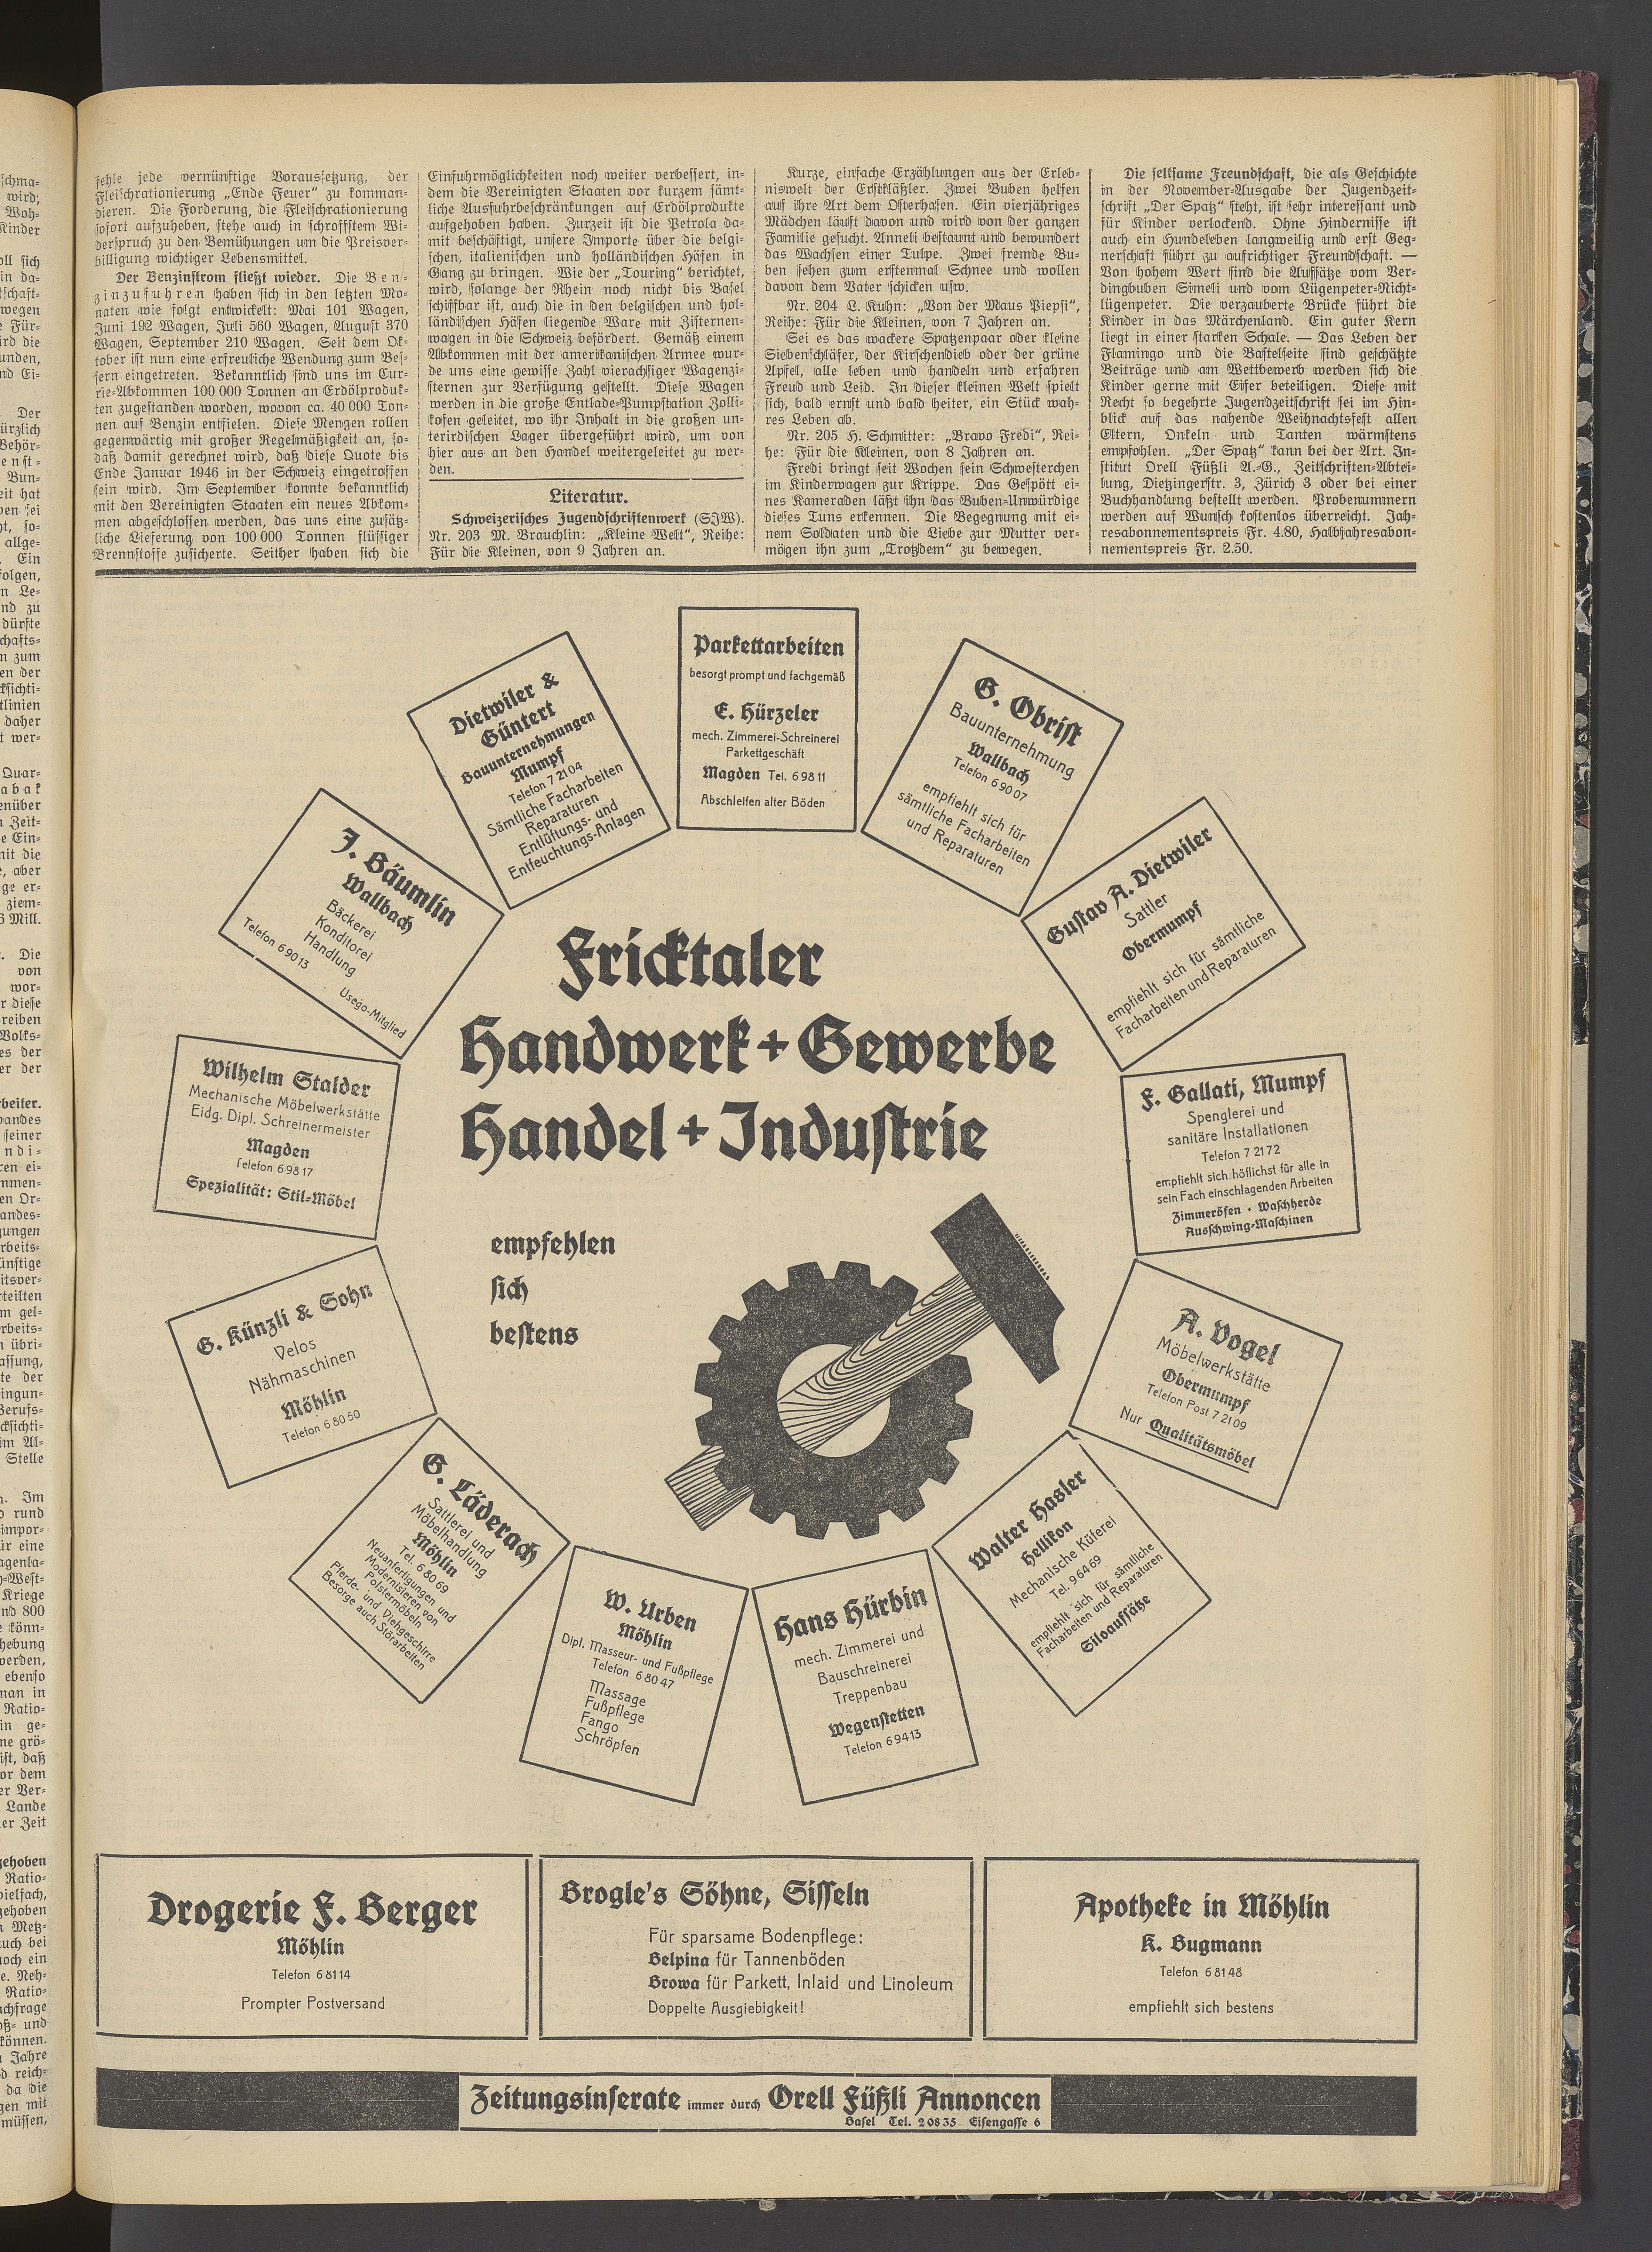 fehle jede vernünftige Voraussetzung, der
Fleischrationierung „Ende Feuer“ zu komman-
dieren. Die Forderung, die Fleischrationierung
sofort aufzuheben, stehe auch in schroffstem Wi-
derspruch zu den Bemühungen um die Preisver-
billigung wichtiger Lebensmittel.
Der Benzinstrom fließt wieder. Die Ben-
zinzufuhren haben sich in den letzten Mo-
naten wie folgt entwickelt: Mai 101 Wagen,
Juni 192 Wagen, Juli 560 Wagen, August 370
Wagen, September 210 Wagen. Seit dem Ok-
tober ist nun eine erfreuliche Wendung zum Bes-
sern eingetreten. Bekanntlich sind uns im Cur-
rie-Abkommen 100 000 Tonnen an Erdölproduk-
ten zugestanden worden, wovon ca. 40 000 Ton-
nen auf Benzin entfielen. Diese Mengen rollen
gegenwärtig mit großer Regelmäßigkeit an, so-
daß damit gerechnet wird, daß diese Quote bis
Ende Januar 1946 in der Schweiz eingetroffen
sein wird. Im September konnte bekanntlich
mit den Vereinigten Staaten ein neues Abkom-
men abgeschlossen werden, das uns eine zusätz-
liche Lieferung von 100 000 Tonnen flüssiger
Brennstoffe zusicherte. Seither haben sich die
Einfuhrmöglichkeiten noch weiter verbessert, in-
dem die Vereinigten Staaten vor kurzem sämt-
liche Ausfuhrbeschränkungen auf Erdölprodukte
aufgehoben haben. Zurzeit ist die Petrola da-
mit beschäftigt, unsere Importe über die belgi-
schen, italienischen und holländischen Häfen in
Gang zu bringen. Wie der „Touring“ berichtet,
wird, solange der Rhein noch nicht bis Basel
schiffbar ist, auch die in den belgischen und hol-
ländischen Häfen liegende Ware mit Zisternen-
wagen in die Schweiz befördert. Gemäß einem
Abkommen mit der amerikanischen Armee wur-
de uns eine gewisse Zahl vierachsiger Wagenzi-
sternen zur Verfügung gestellt. Diese Wagen
werden in die große Entlade-Pumpstation Zolli-
kofen geleitet, wo ihr Inhalt in die großen un-
terirdischen Lager übergeführt wird, um von
hier aus an den Handel weitergeleitet zu wer-
den.
Literatur.
Schweizerisches Jugendschriftenwerk (SJW).
Nr. 203 M. Brauchlin: „Kleine Welt“, Reihe:
Für die Kleinen, von 9 Jahren an.
Kurze, einfache Erzählungen aus der Erleb-
niswelt der Erstkläßler. Zwei Buben helfen
auf ihre Art dem Osterhasen. Ein vierjähriges
Mädchen läuft davon und wird von der ganzen
Familie gesucht. Anneli bestaunt und bewundert
das Wachsen einer Tulpe. Zwei fremde Bu-
ben sehen zum erstenmal Schnee und wollen
davon dem Vater schicken usw.
Nr. 204 L. Kuhn: „Von der Maus Piepsi“,
Reihe: Für die Kleinen, von 7 Jahren an.
Sei es das wackere Spatzenpaar oder kleine
Siebenschläfer, der Kirschendieb oder der grüne
Apfel, alle leben und handeln und erfahren
Freud und Leid. In dieser kleinen Welt spielt
sich, bald ernst und bald heiter, ein Stück wah-
res Leben ab.
Nr. 205 H. Schmitter: „Bravo Fredi“, Rei-
he: Für die Kleinen, von 8 Jahren an.
Fredi bringt seit Wochen sein Schwesterchen
im Kinderwagen zur Krippe. Das Gespött ei-
nes Kameraden läßt ihn das Buben-Unwürdige
dieses Tuns erkennen. Die Begegnung mit ei-
nem Soldaten und die Liebe zur Mutter ver-
mögen ihn zum „Trotzdem“ zu bewegen.
Die seltsame Freundschaft, die als Geschichte
in der November-Ausgabe der Jugendzeit-
schrift „Der Spatz“ steht, ist sehr interessant und
für Kinder verlockend. Ohne Hindernisse ist
auch ein Hundeleben langweilig und erst Geg-
nerschaft führt zu aufrichtiger Freundschaft. —
Von hohem Wert sind die Aufsätze vom Ver-
dingbuben Simeli und vom Lügenpeter-Nicht-
lügenpeter. Die verzauberte Brücke führt die
Kinder in das Märchenland. Ein guter Kern
liegt in einer starken Schale. — Das Leben der
Flamingo und die Bastelseite sind geschätzte
Beiträge und am Wettbewerb werden sich die
Kinder gerne mit Eifer beteiligen. Diese mit
Recht so begehrte Jugendzeitschrift sei im Hin-
blick auf das nahende Weihnachtsfest allen
Eltern, Onkeln und Tanten wärmstens
empfohlen. „Der Spatz“ kann bei der Art. In-
stitut Orell Füßli A.-G., Zeitschriften-Abtei-
lung, Dietzingerstr. 3, Zürich 3 oder bei einer
Buchhandlung bestellt werden. Probenummern
werden auf Wunsch kostenlos überreicht. Jah-
resabonnementspreis Fr. 4.80, Halbjahresabon-
nementspreis Fr. 2.50.
Parkettarbeiten
besorgt prompt und fachgemäß
E. Hürzeler
mech. Zimmerei-Schreinerei
Parkettgeschäft
Magden Tel. 6 98 11
Abschleifen alter Böden
G. Obrist
Bauunternehmung
Wallbach
Telefon 6 90 07
empfiehlt sich für
sämtliche Facharbeiten
und Reparaturen
Gustav A. Dietwiler
Sattler
Obermumpf
empfiehlt sich für sämtliche
Facharbeiten und Reparaturen
F. Gallati, Mumpf
Spenglerei und
sanitäre Installationen
Telefon 7 21 72
empfiehlt sich höflichst für alle in
sein Fach einschlagenden Arbeiten
Zimmeröfen • Waschherde
Ausschwing-Maschinen
A. Vogel
Möbelwerkstätte
Obermumpf
Telefon Post 7 21 09
Nur Qualitätsmöbel
Walter Hasler
Hellikon
Mechanische Küferei
Tel. 9 64 69
empfiehlt sich für sämtliche
Facharbeiten und Reparaturen
Siloaufsätze
Hans Hürbin
mech. Zimmerei und
Bauschreinerei
Treppenbau
Wegenstetten
Telefon 6 94 13
W. Urben
Möhlin
Dipl. Masseur- und Fußpflege
Telefon 6 80 47
Massage
Fußpflege
Fango
Schröpfen
G. Läderach
Sattlerei und
Möbelhandlung
Möhlin
Tel. 6 80 69
Neuanfertigungen und
Modernisieren von
Polstermöbeln
Pferde- und Viehgeschirre
Besorge auch Störarbeiten
G. Künzli & Sohn
Velos
Nähmaschinen
Möhlin
Telefon 6 80 50
Wilhelm Stalder
Mechanische Möbelwerkstätte
Eidg. Dipl. Schreinermeister
Magden
Telefon 6 98 17
Spezialität: Stil-Möbel
J. Bäumlin
Wallbach
Bäckerei
Konditorei
Handlung
Telefon 6 90 13
Usego-Mitglied
Dietwiler &
Güntert
Bauunternehmungen
Mumpf
Telefon 7 21 04
Sämtliche Facharbeiten
Reparaturen
Entlüftungs- und
Entfeuchtungs-Anlagen
Fricktaler
Handwerk + Gewerbe
Handel + Industrie
empfehlen
sich
bestens
Drogerie F. Berger
Möhlin
Telefon 6 81 14
Prompter Postversand
Brogle's Söhne, Sisseln
Für sparsame Bodenpflege:
Belpina für Tannenböden
Browa für Parkett, Inlaid und Linoleum
Doppelte Ausgiebigkeit!
Apotheke in Möhlin
K. Bugmann
Telefon 6 81 48
empfiehlt sich bestens
Zeitungsinserate immer durch Orell Füßli Annoncen
Basel Tel. 2 08 35 Eisengasse 6